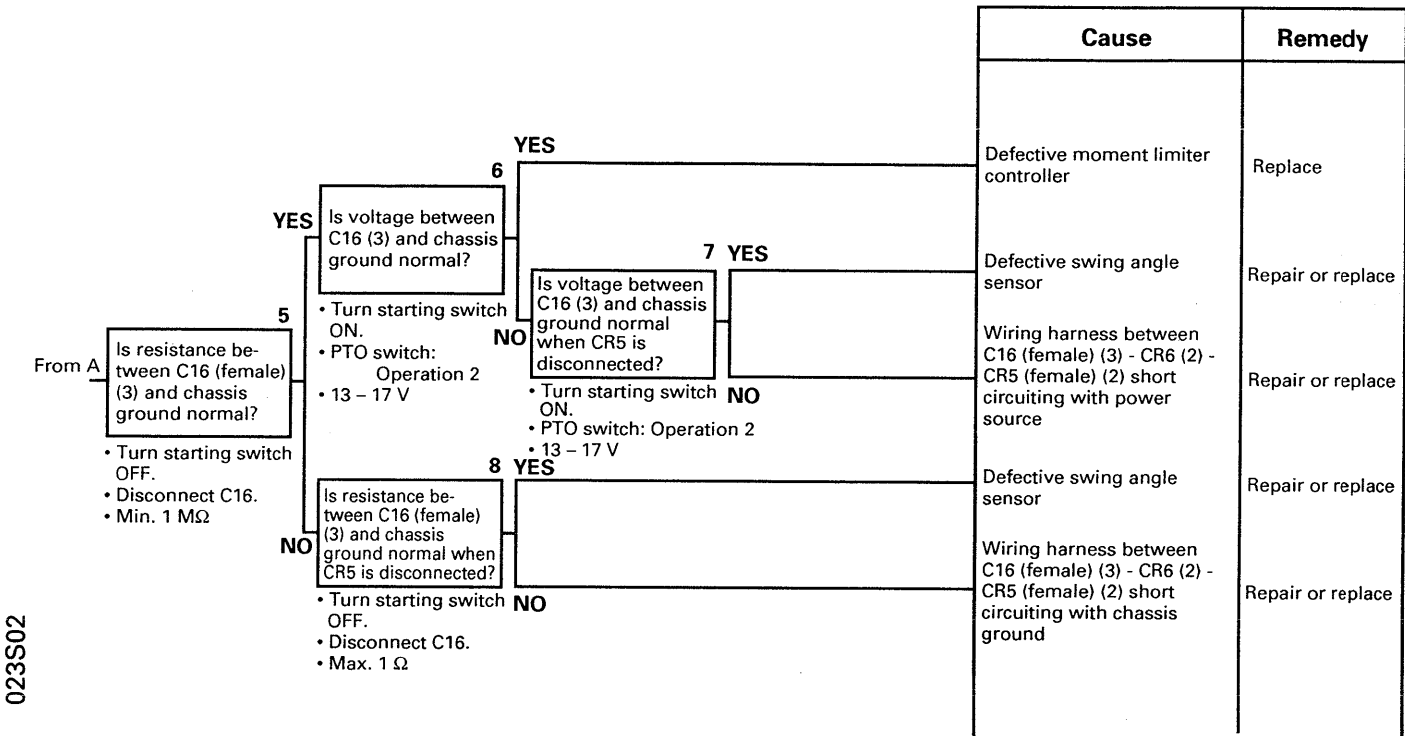 Cause
Remedy
YES
6
Defective moment limiter
controller
Replace
YES
Is voltage between
C16 (3) and chassis
ground normal?
7 YES
Defective swing angle
sensor
Repair or replace
• Turn starting switch
ON.
• PTO switch:
Operation 2
• 13 – 17 V
NO
Is voltage between
C16 (3) and chassis
ground normal
when CR5 is
disconnected?
5
From A
Is resistance be-
tween C16 (female)
(3) and chassis
ground normal?
Wiring harness between
C16 (female) (3) - CR6 (2) -
CR5 (female) (2) short
circuiting with power
source
Repair or replace
• Turn starting switch
ON.
• PTO switch: Operation 2
• 13 – 17 V
NO
• Turn starting switch
OFF.
• Disconnect C16.
• Min. 1 MΩ
8 YES
Defective swing angle
sensor
Repair or replace
NO
Is resistance be-
tween C16 (female)
(3) and chassis
ground normal when
CR5 is disconnected?
Wiring harness between
C16 (female) (3) - CR6 (2) -
CR5 (female) (2) short
circuiting with chassis
ground
Repair or replace
• Turn starting switch
OFF.
• Disconnect C16.
• Max. 1 Ω
NO
023S02